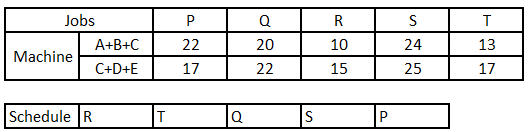 Jobs P Q R S T
Machine A+B+C 22 20 10 24 13
C+D+E 17 22 15 25 17
Schedule R T Q S P